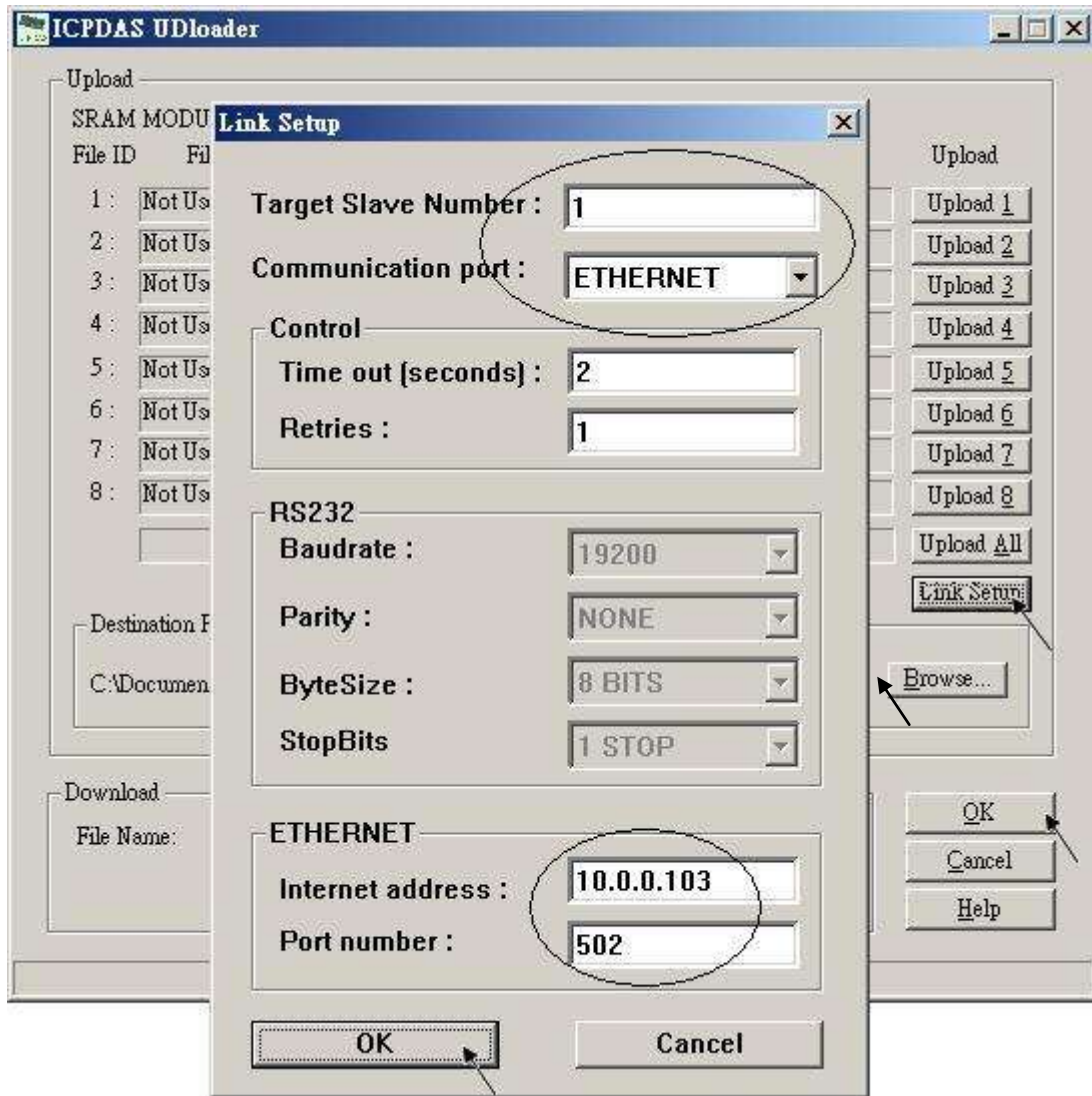 ICPDAS UDloader
Upload
SRAM MODU
File ID Fil Upload
1 : Not Us Upload 1
2 : Not Us Upload 2
3 : Not Us Upload 3
4 : Not Us Upload 4
5 : Not Us Upload 5
6 : Not Us Upload 6
7 : Not Us Upload 7
8 : Not Us Upload 8
Upload All
Link Setup
Destination P
C:\Documen Browse...
Download
File Name:
OK
Cancel
Help
Link Setup
Target Slave Number : 1
Communication port : ETHERNET
Control
Time out (seconds) : 2
Retries : 1
RS232
Baudrate : 19200
Parity : NONE
ByteSize : 8 BITS
StopBits 1 STOP
ETHERNET
Internet address : 10.0.0.103
Port number : 502
OK Cancel